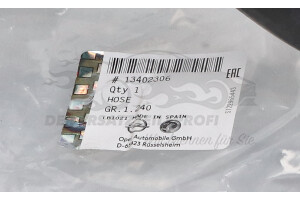 # 13402306
Qty 1
HOSE
GR.1.240
MADE IN SPAIN
Opel Automobile GmbH
D-65423 Rüsselsheim
EAC